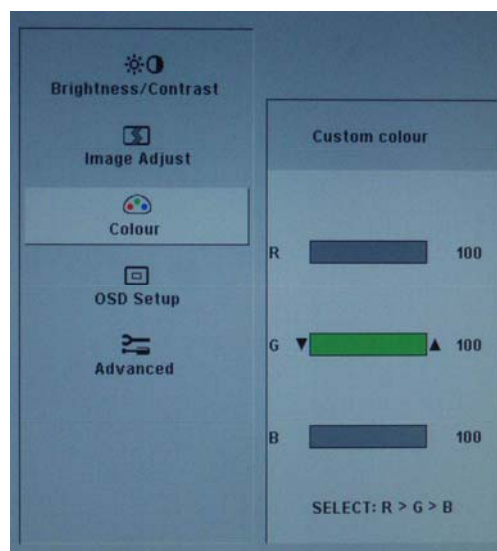 Brightness/Contrast
Image Adjust
Colour
OSD Setup
Advanced
Custom colour
R 100
G ▼ ▲ 100
B 100
SELECT: R > G > B